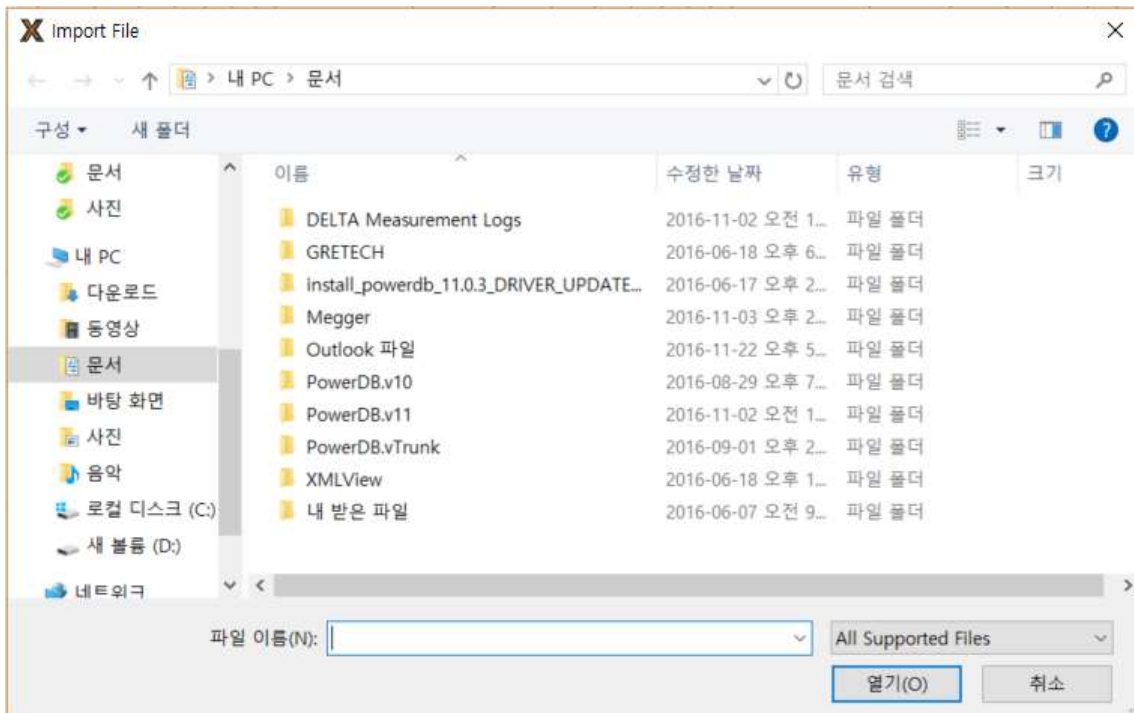 Import File
내 PC > 문서
문서 검색
구성
새 폴더
문서
사진
내 PC
다운로드
동영상
문서
바탕 화면
사진
음악
로컬 디스크 (C:)
새 볼륨 (D:)
네트워크
이름 수정한 날짜 유형 크기
DELTA Measurement Logs 2016-11-02 오전 1... 파일 폴더
GRETECH 2016-06-18 오후 6... 파일 폴더
install_powerdb_11.0.3_DRIVER_UPDATE... 2016-06-17 오후 2... 파일 폴더
Megger 2016-11-03 오후 2... 파일 폴더
Outlook 파일 2016-11-22 오후 5... 파일 폴더
PowerDB.v10 2016-08-29 오후 7... 파일 폴더
PowerDB.v11 2016-11-02 오전 1... 파일 폴더
PowerDB.vTrunk 2016-09-01 오후 2... 파일 폴더
XMLView 2016-06-18 오후 1... 파일 폴더
내 받은 파일 2016-06-07 오전 9... 파일 폴더
파일 이름(N):
All Supported Files
열기(O)
취소